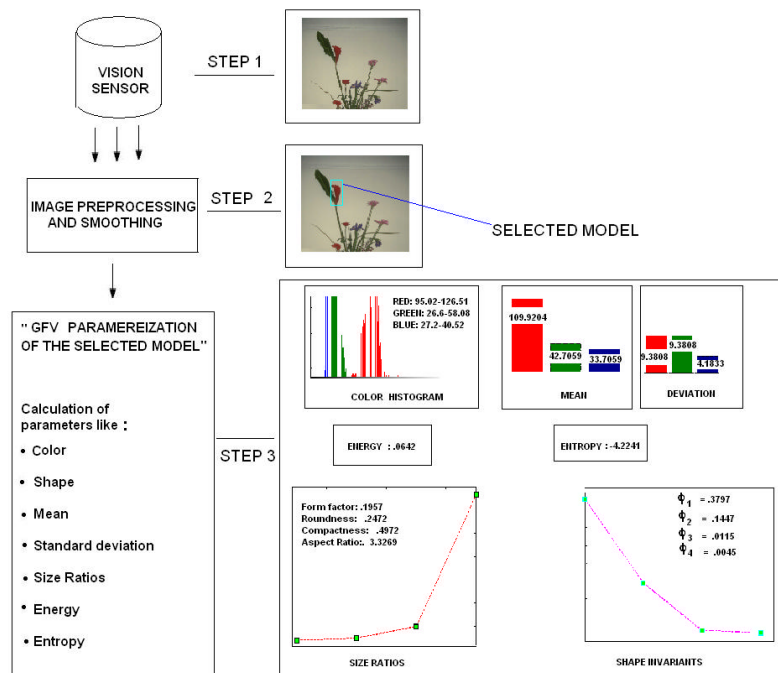 VISION
SENSOR
STEP 1
IMAGE PREPROCESSING
AND SMOOTHING
STEP 2
SELECTED MODEL
" GFV PARAMEREIZATION
OF THE SELECTED MODEL"
Calculation of
parameters like :
• Color
• Shape
• Mean
• Standard deviation
• Size Ratios
• Energy
• Entropy
STEP 3
RED: 95.02-126.51
GREEN: 26.6-58.08
BLUE: 27.2-40.52
COLOR HISTOGRAM
109.9204
42.7059
33.7059
MEAN
9.3808
9.3808
4.1833
DEVIATION
ENERGY : .0642
ENTROPY :-4.2241
Form factor: .1957
Roundness: .2472
Compactness: .4972
Aspect Ratio:. 3.3269
SIZE RATIOS
ϕ1 = .3797
ϕ2 = .1447
ϕ3 = .0115
ϕ4 = .0045
SHAPE INVARIANTS